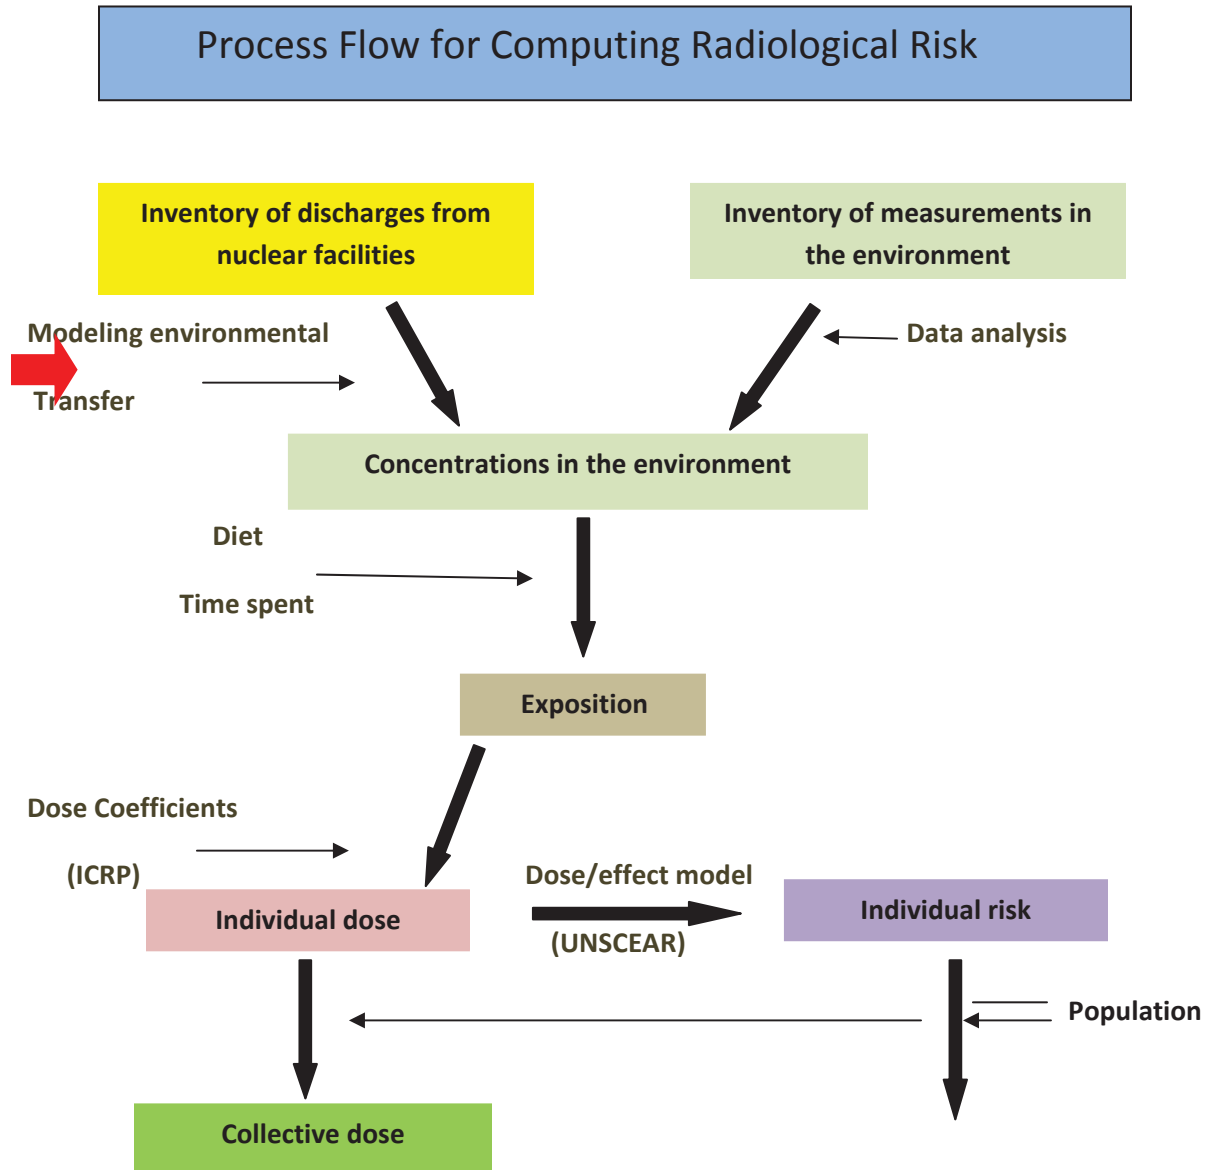 Process Flow for Computing Radiological Risk
Inventory of discharges from
nuclear facilities
Inventory of measurements in
the environment
Modeling environmental
Transfer
Data analysis
Concentrations in the environment
Diet
Time spent
Exposition
Dose Coefficients
(ICRP)
Individual dose
Dose/effect model
(UNSCEAR)
Individual risk
Population
Collective dose